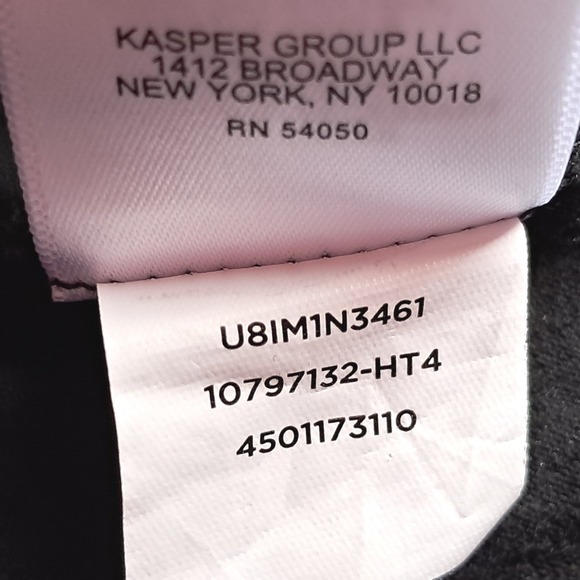 KASPER GROUP LLC
1412 BROADWAY
NEW YORK, NY 10018
RN 54050
U8IM1N3461
10797132-HT4
4501173110